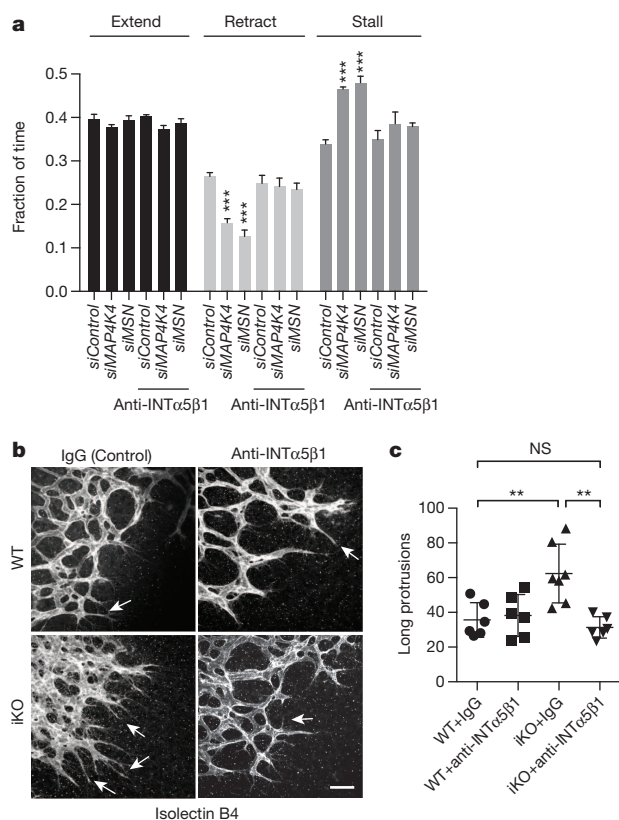 a
Extend Retract Stall
Fraction of time
0.5
0.4
0.3
0.2
0.1
0.0
*** *** *** ***
siControl siMAP4K4 siMSN siControl siMAP4K4 siMSN siControl siMAP4K4 siMSN siControl siMAP4K4 siMSN siControl siMAP4K4 siMSN siControl siMAP4K4 siMSN
Anti-INTα5β1 Anti-INTα5β1 Anti-INTα5β1
b
IgG (Control) Anti-INTα5β1
WT
iKO
Isolectin B4
c
NS
** **
Long protrusions
100
80
60
40
20
0
WT+IgG WT+anti-INTα5β1 iKO+IgG iKO+anti-INTα5β1